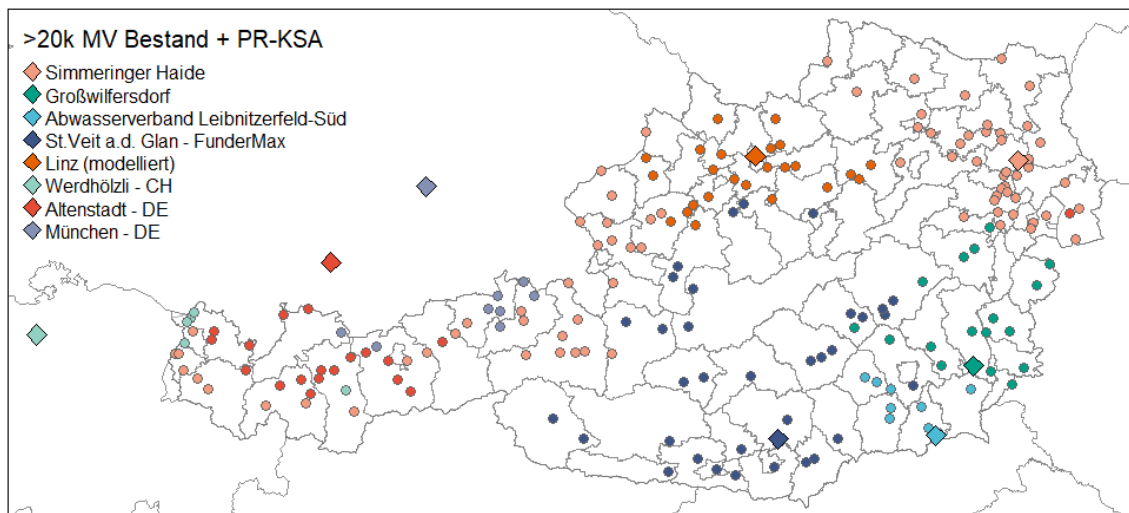 >20k MV Bestand + PR-KSA
Simmeringer Haide
Großwilfersdorf
Abwasserverband Leibnitzerfeld-Süd
St.Veit a.d. Glan - FunderMax
Linz (modelliert)
Werdhölzli - CH
Altenstadt - DE
München - DE